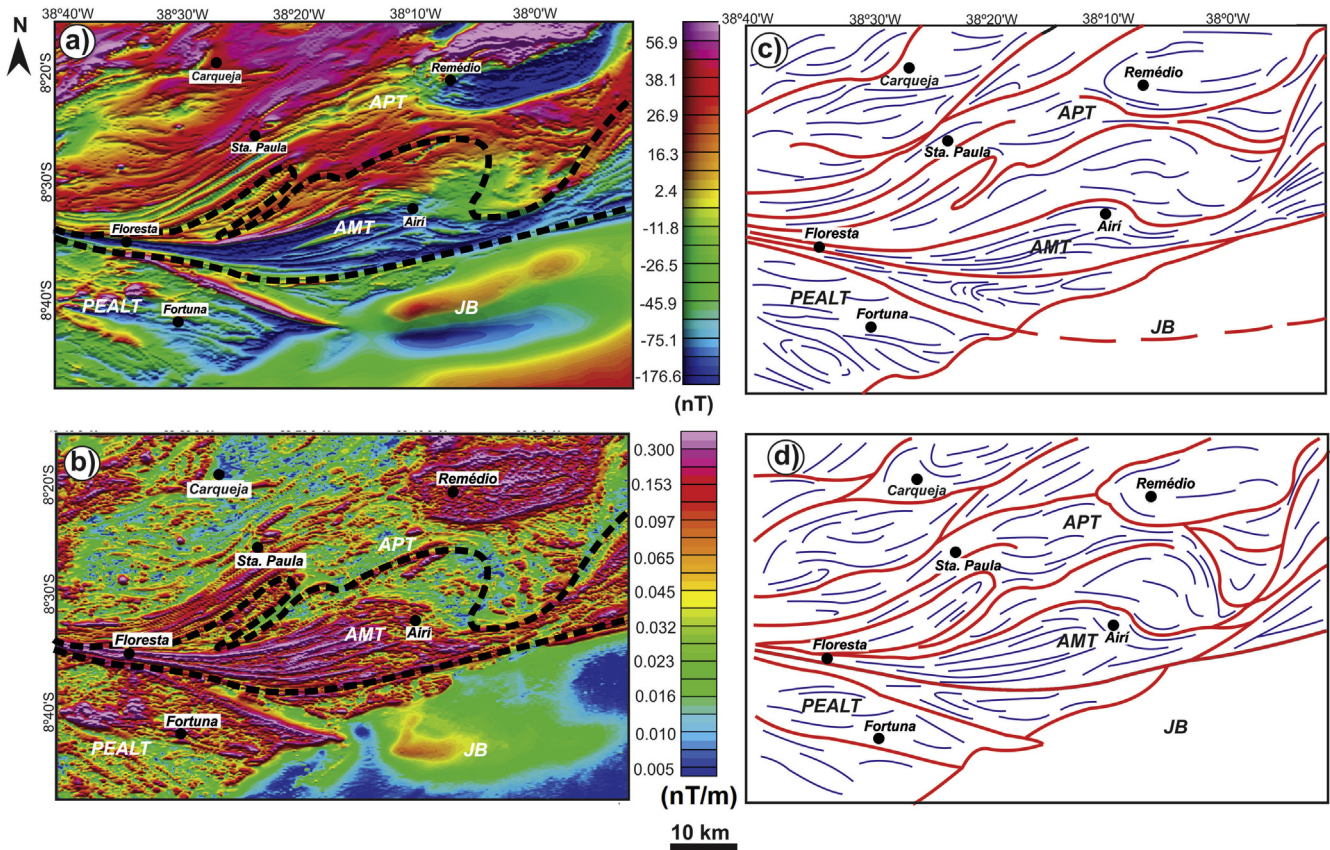 N
38°40'W 38°30'W 38°20'W 38°10'W 38°00'W
a)
8°20'S
8°30'S
8°40'S
Carqueja
Remédio
APT
Sta. Paula
Floresta
AMT
Airí
PEALT
Fortuna
JB
56.9
38.1
26.9
16.3
2.4
-11.8
-26.5
-45.9
-75.1
-176.6
(nT)
38°40'W 38°30'W 38°20'W 38°10'W 38°0'W
c)
Carqueja
Remédio
APT
Sta. Paula
Floresta
Airí
AMT
PEALT
Fortuna
JB
b)
8°20'S
8°30'S
8°40'S
Carqueja
Remédio
APT
Sta. Paula
Floresta
AMT
Airí
Fortuna
PEALT
JB
0.300
0.153
0.097
0.065
0.045
0.032
0.023
0.016
0.010
0.005
(nT/m)
10 km
d)
Carqueja
Remédio
APT
Sta. Paula
Floresta
AMT
Airí
PEALT
Fortuna
JB